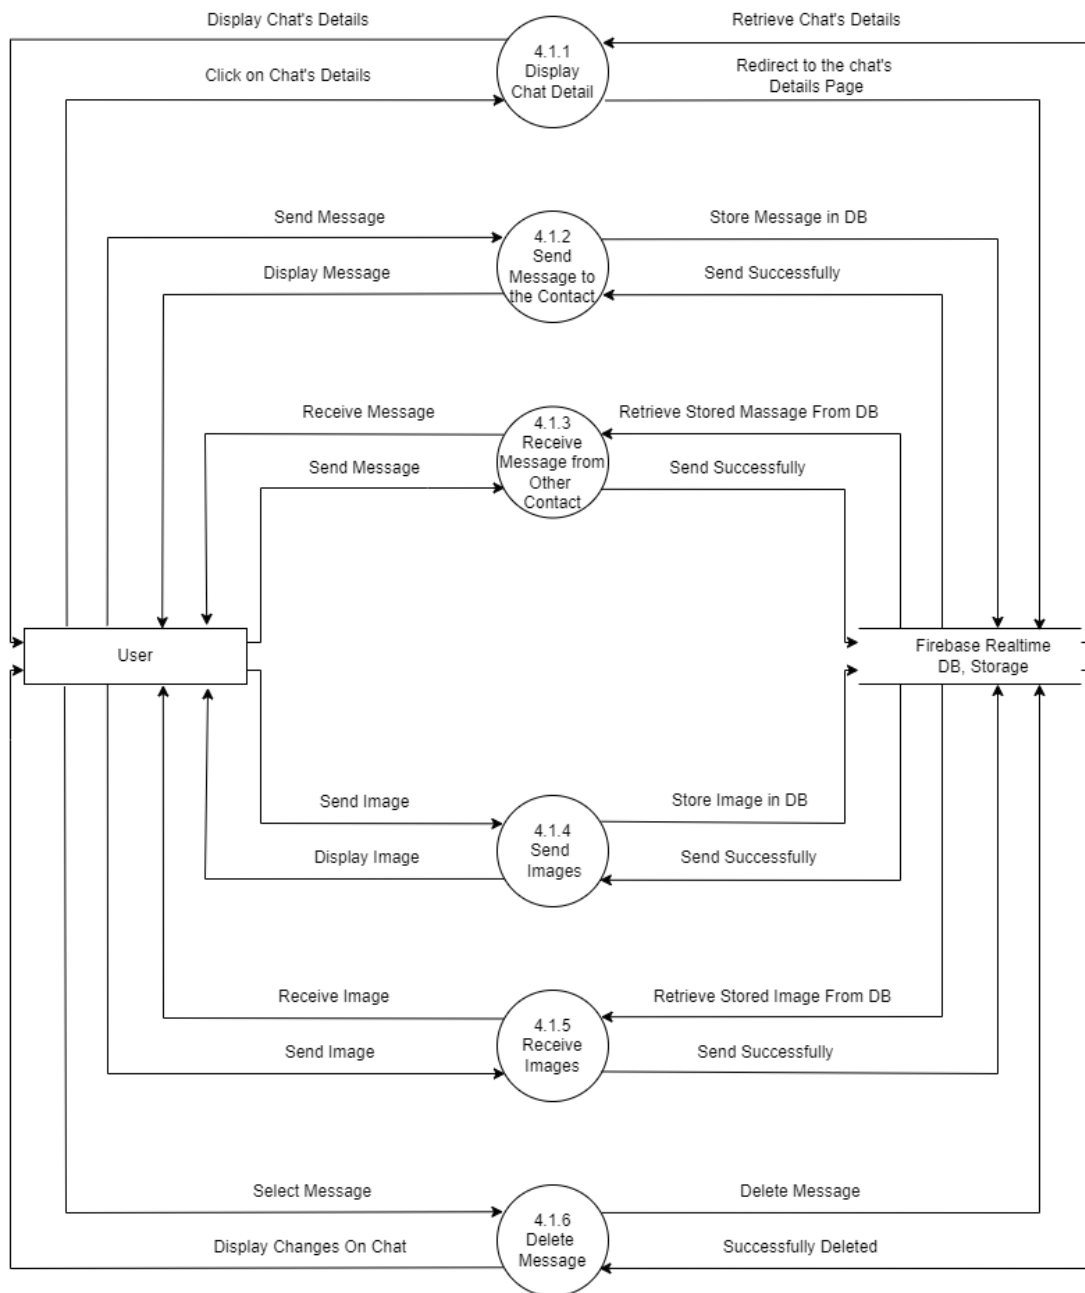 Display Chat's Details
Retrieve Chat's Details
4.1.1
Display
Chat Detail
Click on Chat's Details
Redirect to the chat's
Details Page
Send Message
Store Message in DB
4.1.2
Send
Message to
the Contact
Display Message
Send Successfully
Receive Message
Retrieve Stored Massage From DB
4.1.3
Receive
Message from
Other
Contact
Send Message
Send Successfully
User
Firebase Realtime
DB, Storage
Send Image
Store Image in DB
4.1.4
Send
Images
Display Image
Send Successfully
Receive Image
Retrieve Stored Image From DB
4.1.5
Receive
Images
Send Image
Send Successfully
Select Message
Delete Message
4.1.6
Delete
Message
Display Changes On Chat
Successfully Deleted